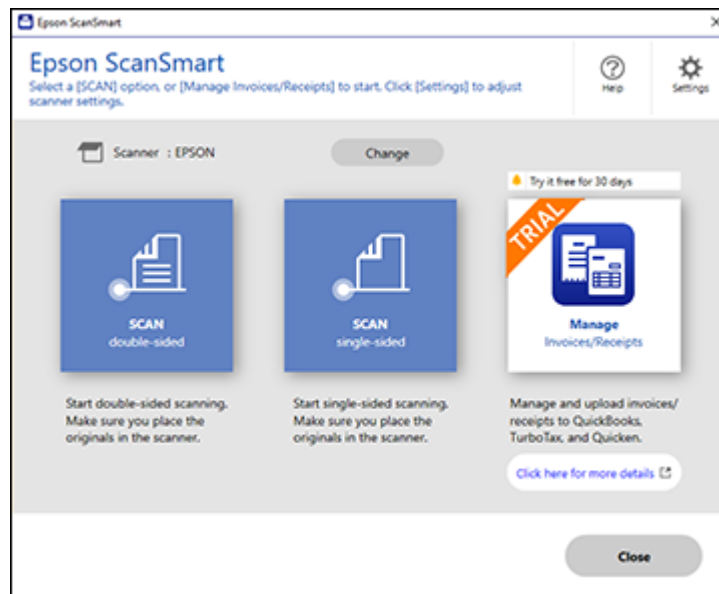 Epson ScanSmart
Epson ScanSmart
Select a [SCAN] option, or [Manage Invoices/Receipts] to start. Click [Settings] to adjust
scanner settings.
Help
Settings
Scanner : EPSON
Change
Try it free for 30 days
SCAN
double-sided
SCAN
single-sided
TRIAL
Manage
Invoices/Receipts
Start double-sided scanning.
Make sure you place the
originals in the scanner.
Start single-sided scanning.
Make sure you place the
originals in the scanner.
Manage and upload invoices/
receipts to QuickBooks,
TurboTax, and Quicken.
Click here for more details
Close